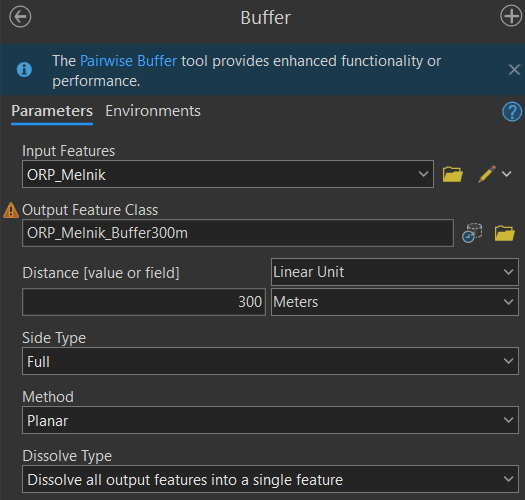 Buffer
The Pairwise Buffer tool provides enhanced functionality or
performance.
Parameters Environments
Input Features
ORP_Melnik
Output Feature Class
ORP_Melnik_Buffer300m
Distance [value or field] Linear Unit
300 Meters
Side Type
Full
Method
Planar
Dissolve Type
Dissolve all output features into a single feature